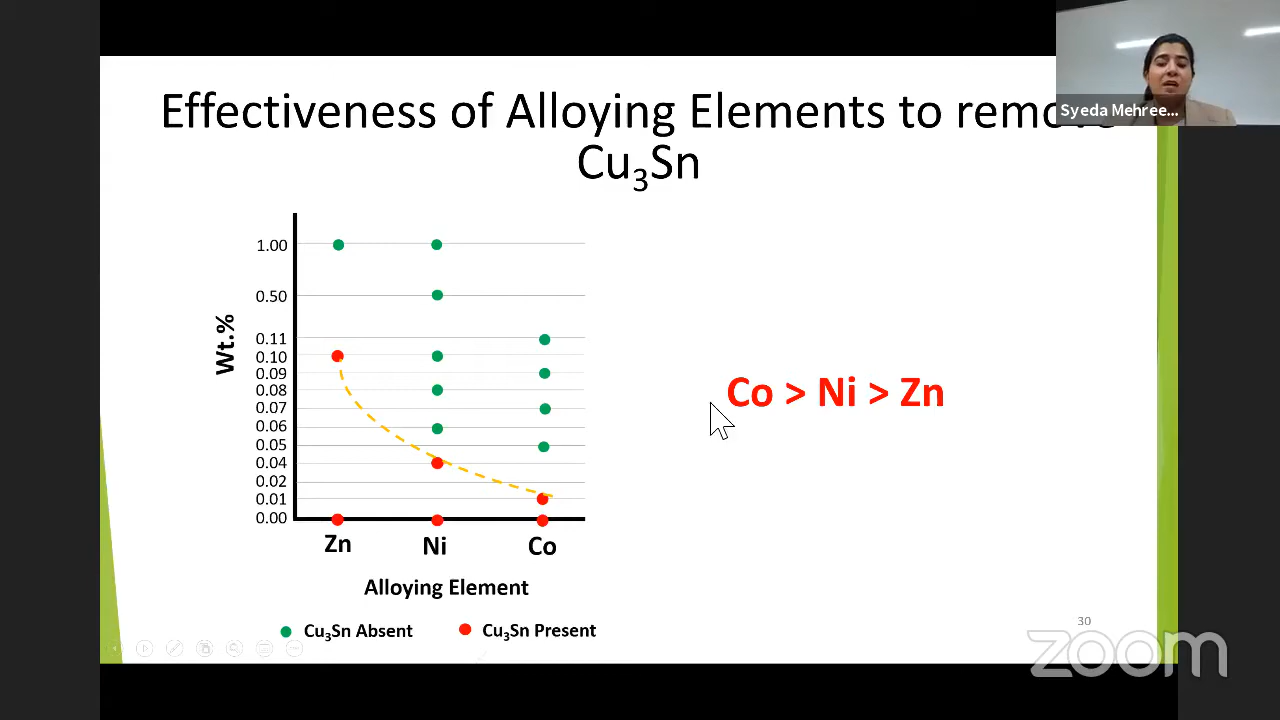 Effectiveness of Alloying Elements to remove
Cu₃Sn
Syeda Mehree...
Wt.%
1.00
0.50
0.11
0.10
0.09
0.08
0.07
0.06
0.05
0.04
0.02
0.01
0.00
Zn Ni Co
Alloying Element
Cu₃Sn Absent Cu₃Sn Present
Co > Ni > Zn
30
zoom